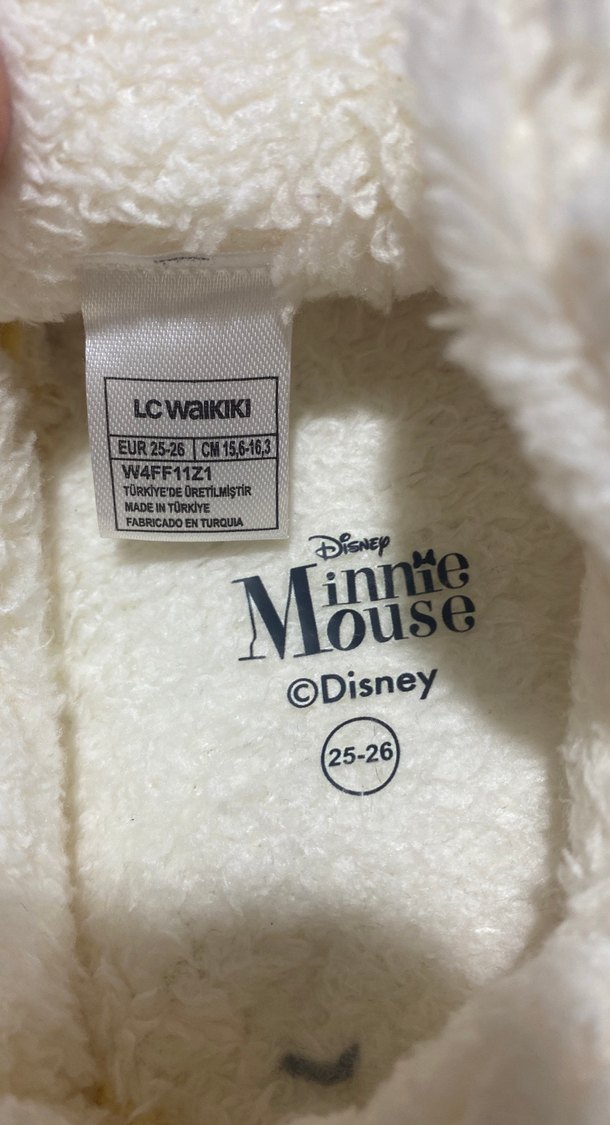 LC WAIKIKI
EUR 25-26 CM 15,6-16,3
W4FF11Z1
TÜRKİYE'DE ÜRETİLMİŞTİR
MADE IN TÜRKİYE
FABRICADO EN TURQUIA
Disney
Minnie
Mouse
©Disney
25-26